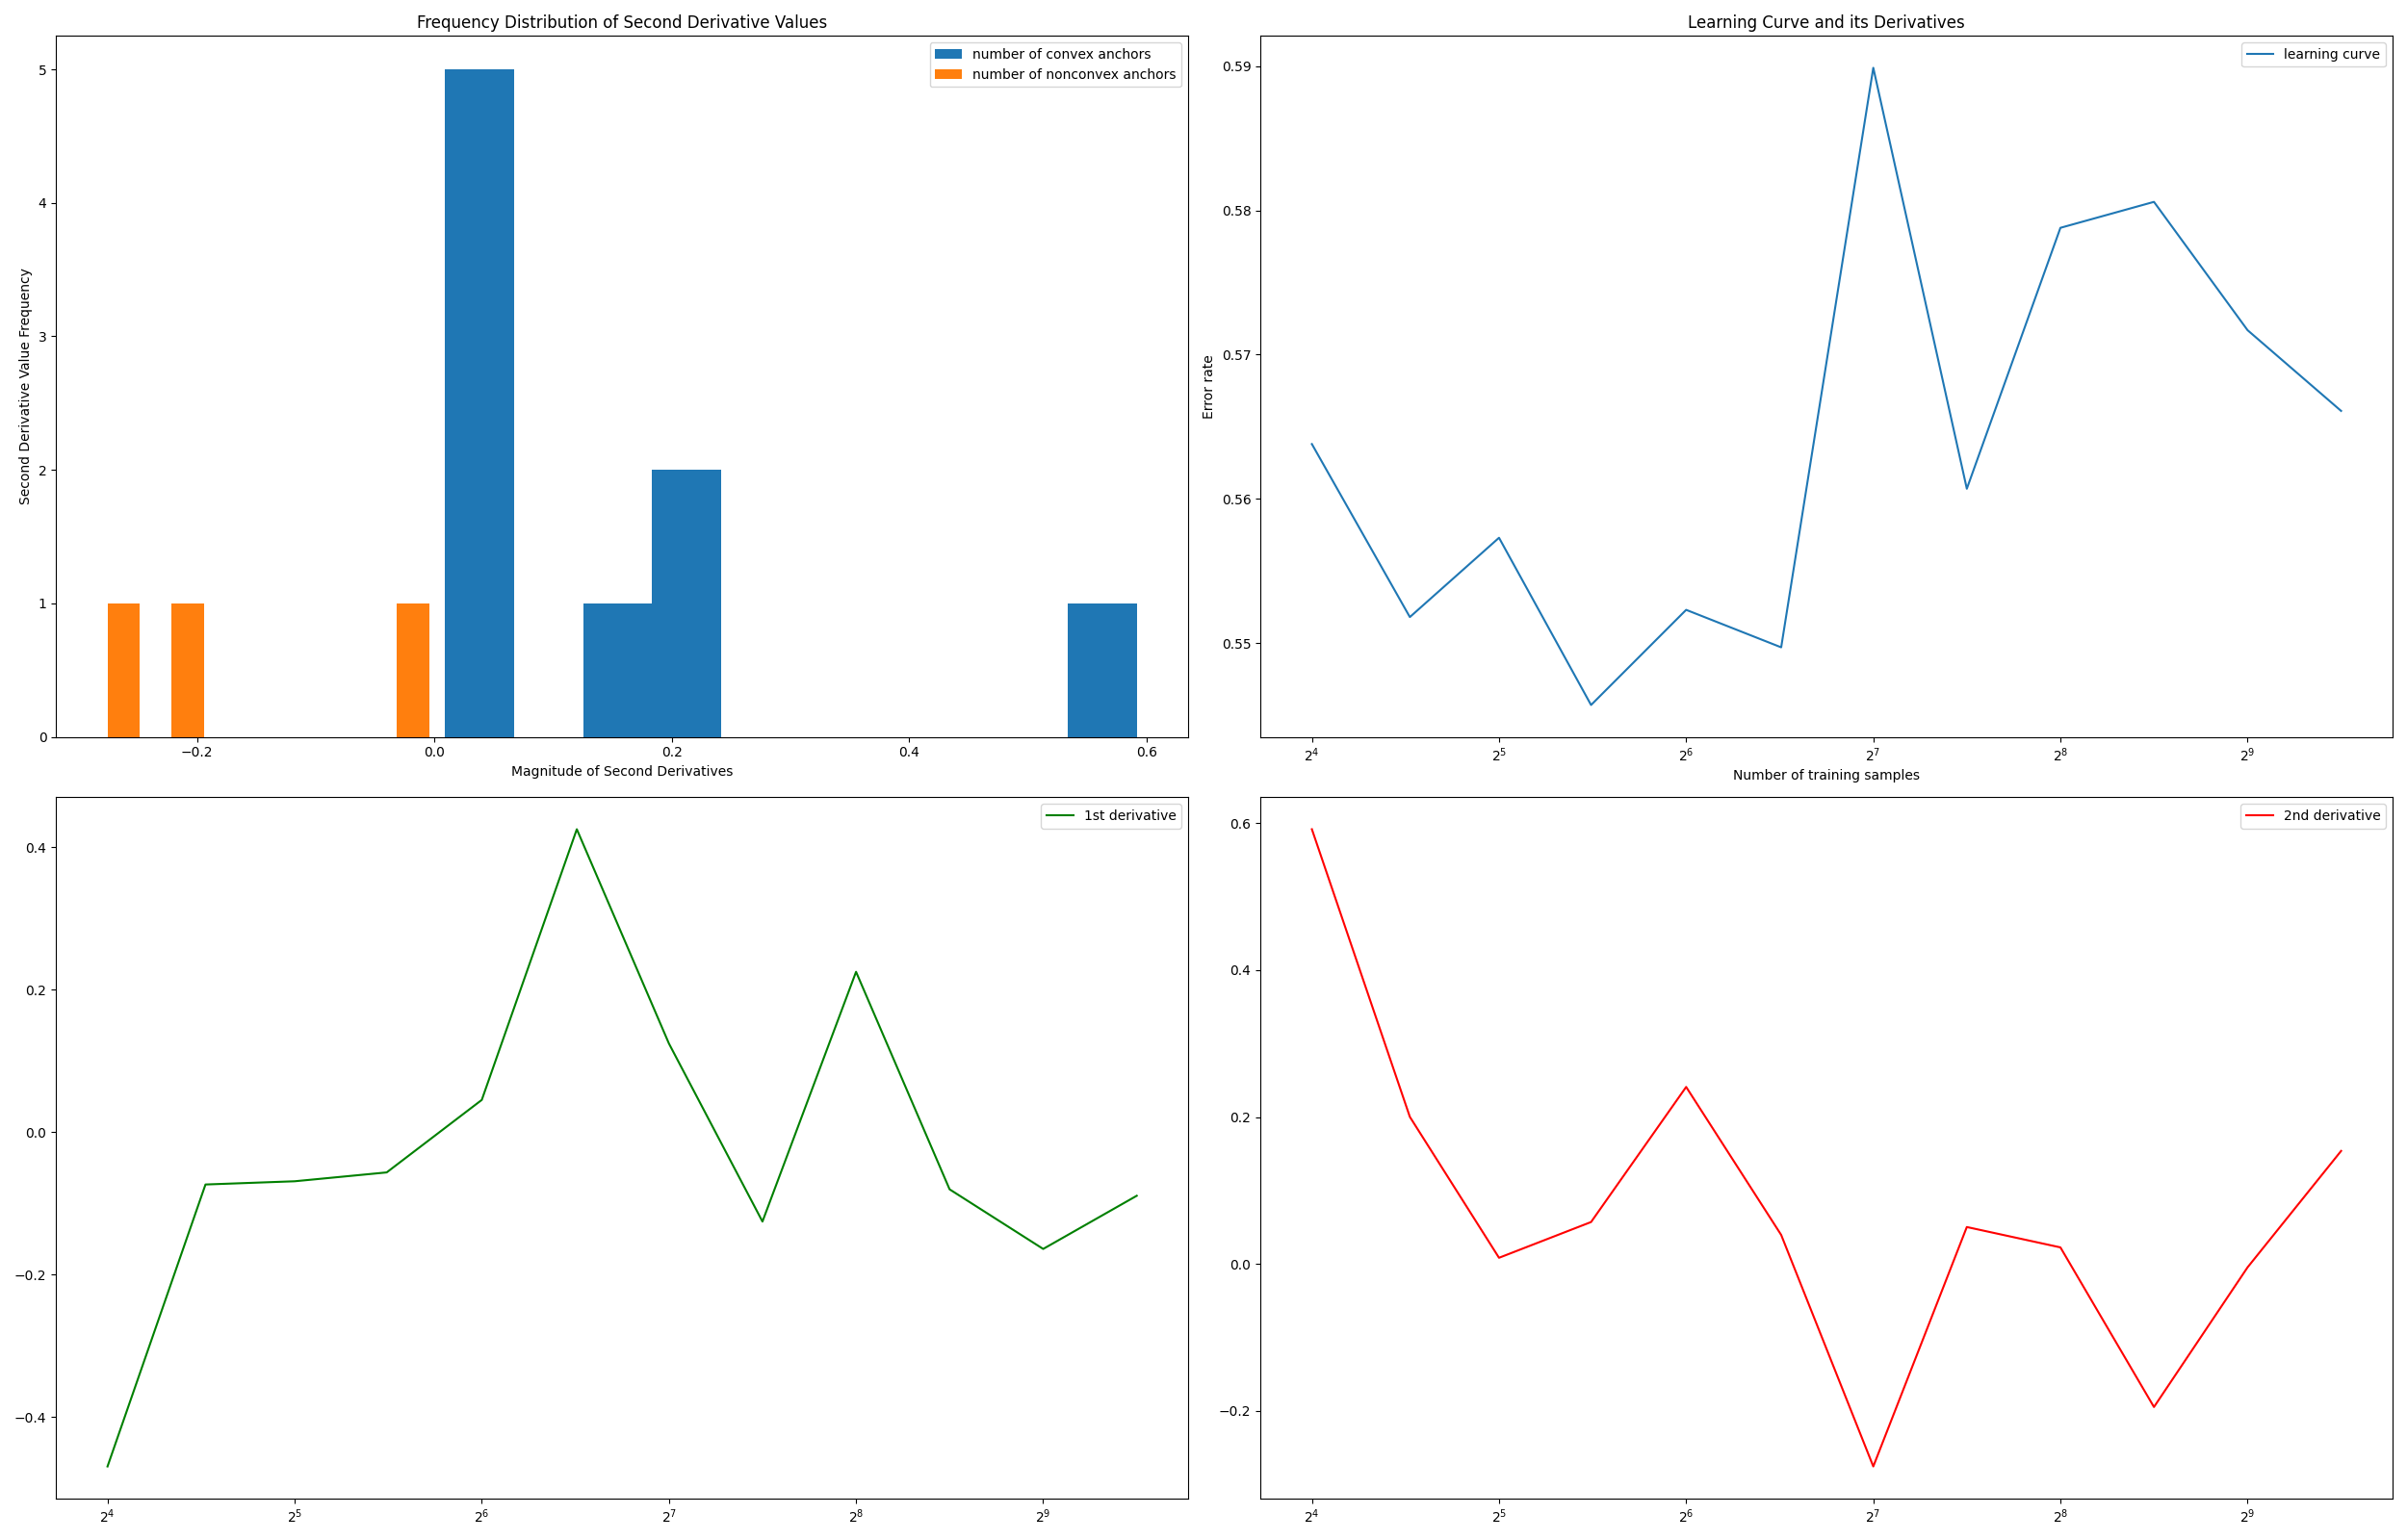 Frequency Distribution of Second Derivative Values
number of convex anchors
number of nonconvex anchors
Second Derivative Value Frequency
5
4
3
2
1
0
−0.2 0.0 0.2 0.4 0.6
Magnitude of Second Derivatives
Learning Curve and its Derivatives
learning curve
Error rate
0.59
0.58
0.57
0.56
0.55
2⁴ 2⁵ 2⁶ 2⁷ 2⁸ 2⁹
Number of training samples
1st derivative
0.4
0.2
0.0
−0.2
−0.4
2⁴ 2⁵ 2⁶ 2⁷ 2⁸ 2⁹
2nd derivative
0.6
0.4
0.2
0.0
−0.2
2⁴ 2⁵ 2⁶ 2⁷ 2⁸ 2⁹